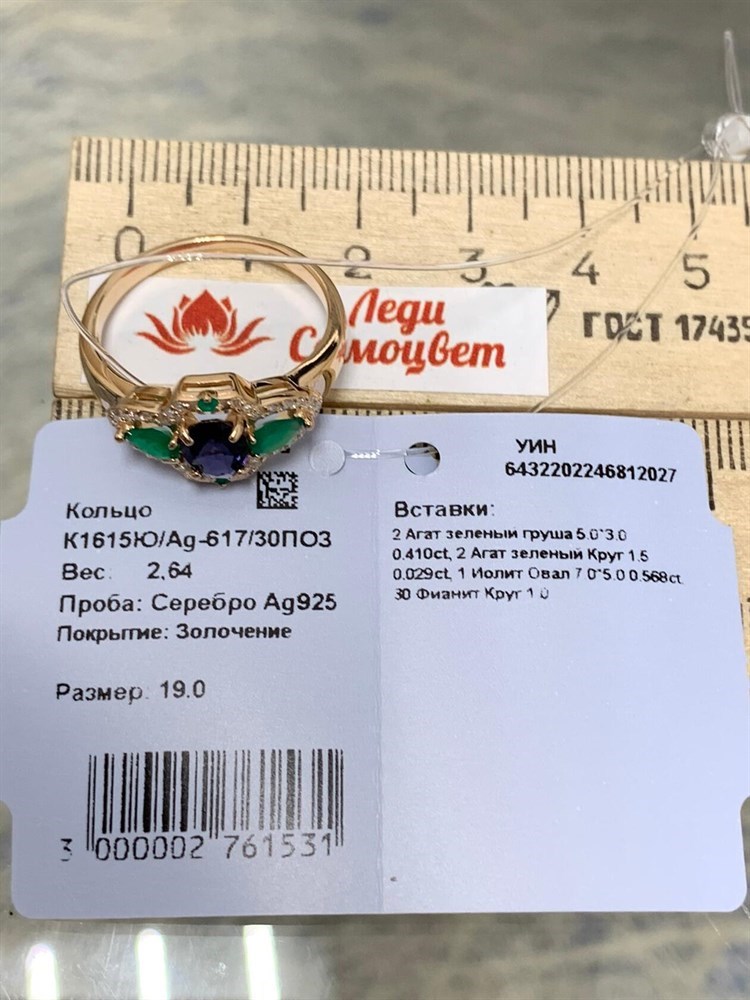 0 1 2 3 4 5
ГОСТ 17435
Леди
Самоцвет
УИН
6432202246812027
Кольцо
К1615Ю/Ag-617/30ПОЗ
Вес. 2,64
Проба: Серебро Ag925
Покрытие: Золочение
Размер 19.0
3 000002 761531
Вставки:
2 Агат зеленый груша 5.0*3.0
0.410ct, 2 Агат зеленый Круг 1.5
0.029ct, 1 Иолит Овал 7.0*5.0 0.568ct,
30 Фианит Круг 1.0